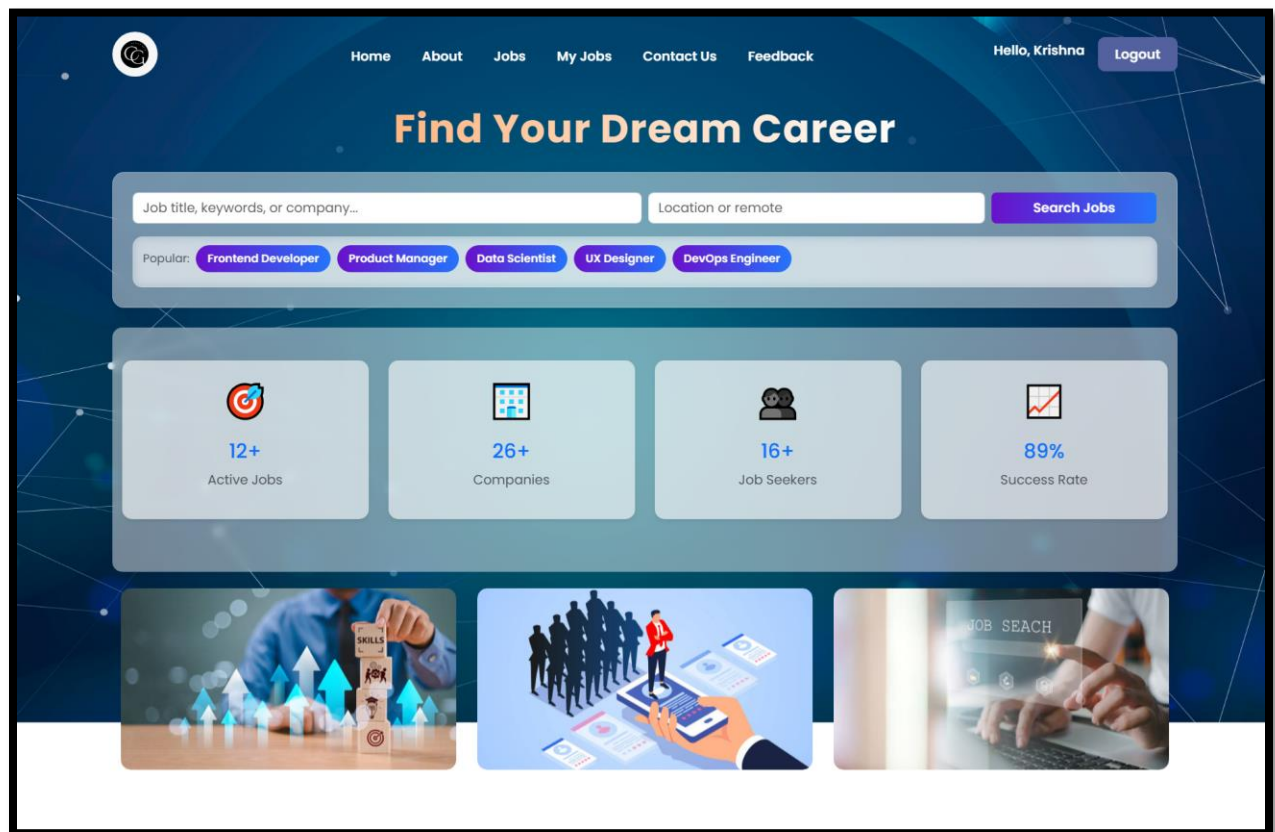 Home About Jobs My Jobs Contact Us Feedback Hello, Krishna Logout
Find Your Dream Career
Job title, keywords, or company... Location or remote Search Jobs
Popular: Frontend Developer Product Manager Data Scientist UX Designer DevOps Engineer
12+ 26+ 16+ 89%
Active Jobs Companies Job Seekers Success Rate
SKILLS
JOB SEACH